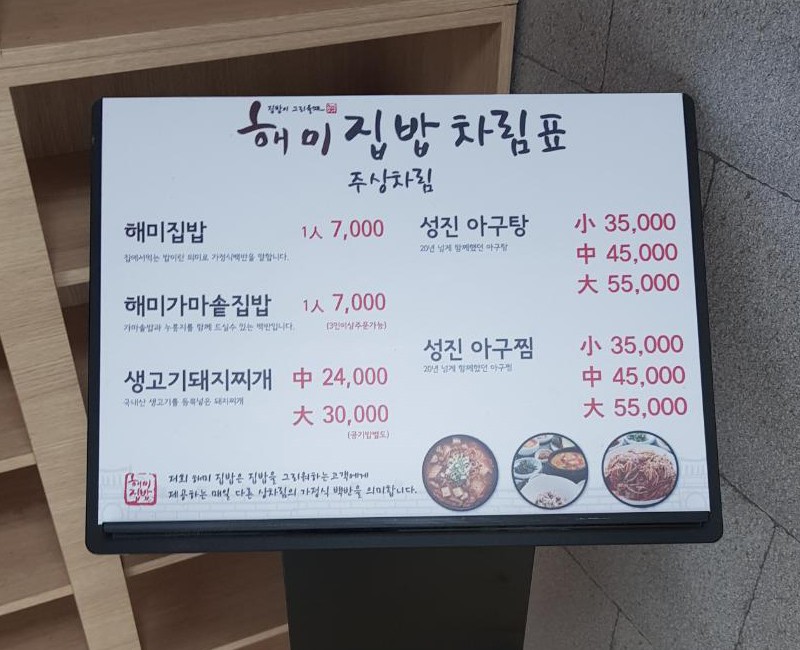 집밥이 그리울때
해미 집밥 차림표
주상차림
해미집밥 1人 7,000
집에서먹는 밥이란 의미로 가정식백반을 말합니다.
해미가마솥집밥 1人 7,000
가마솥밥과 누룽지를 함께 드실수 있는 백반입니다. (3인이상주문가능)
생고기돼지찌개 中 24,000
국내산 생고기를 듬뿍넣은 돼지찌개
大 30,000
(공기밥별도)
성진 아구탕 小 35,000
20년 넘게 함께했던 아구탕
中 45,000
大 55,000
성진 아구찜 小 35,000
20년 넘게 함께했던 아구찜
中 45,000
大 55,000
해미
집밥
저희 해미 집밥은 집밥을 그리워하는고객에게
제공하는 매일 다른 상차림의 가정식 백반을 의미합니다.